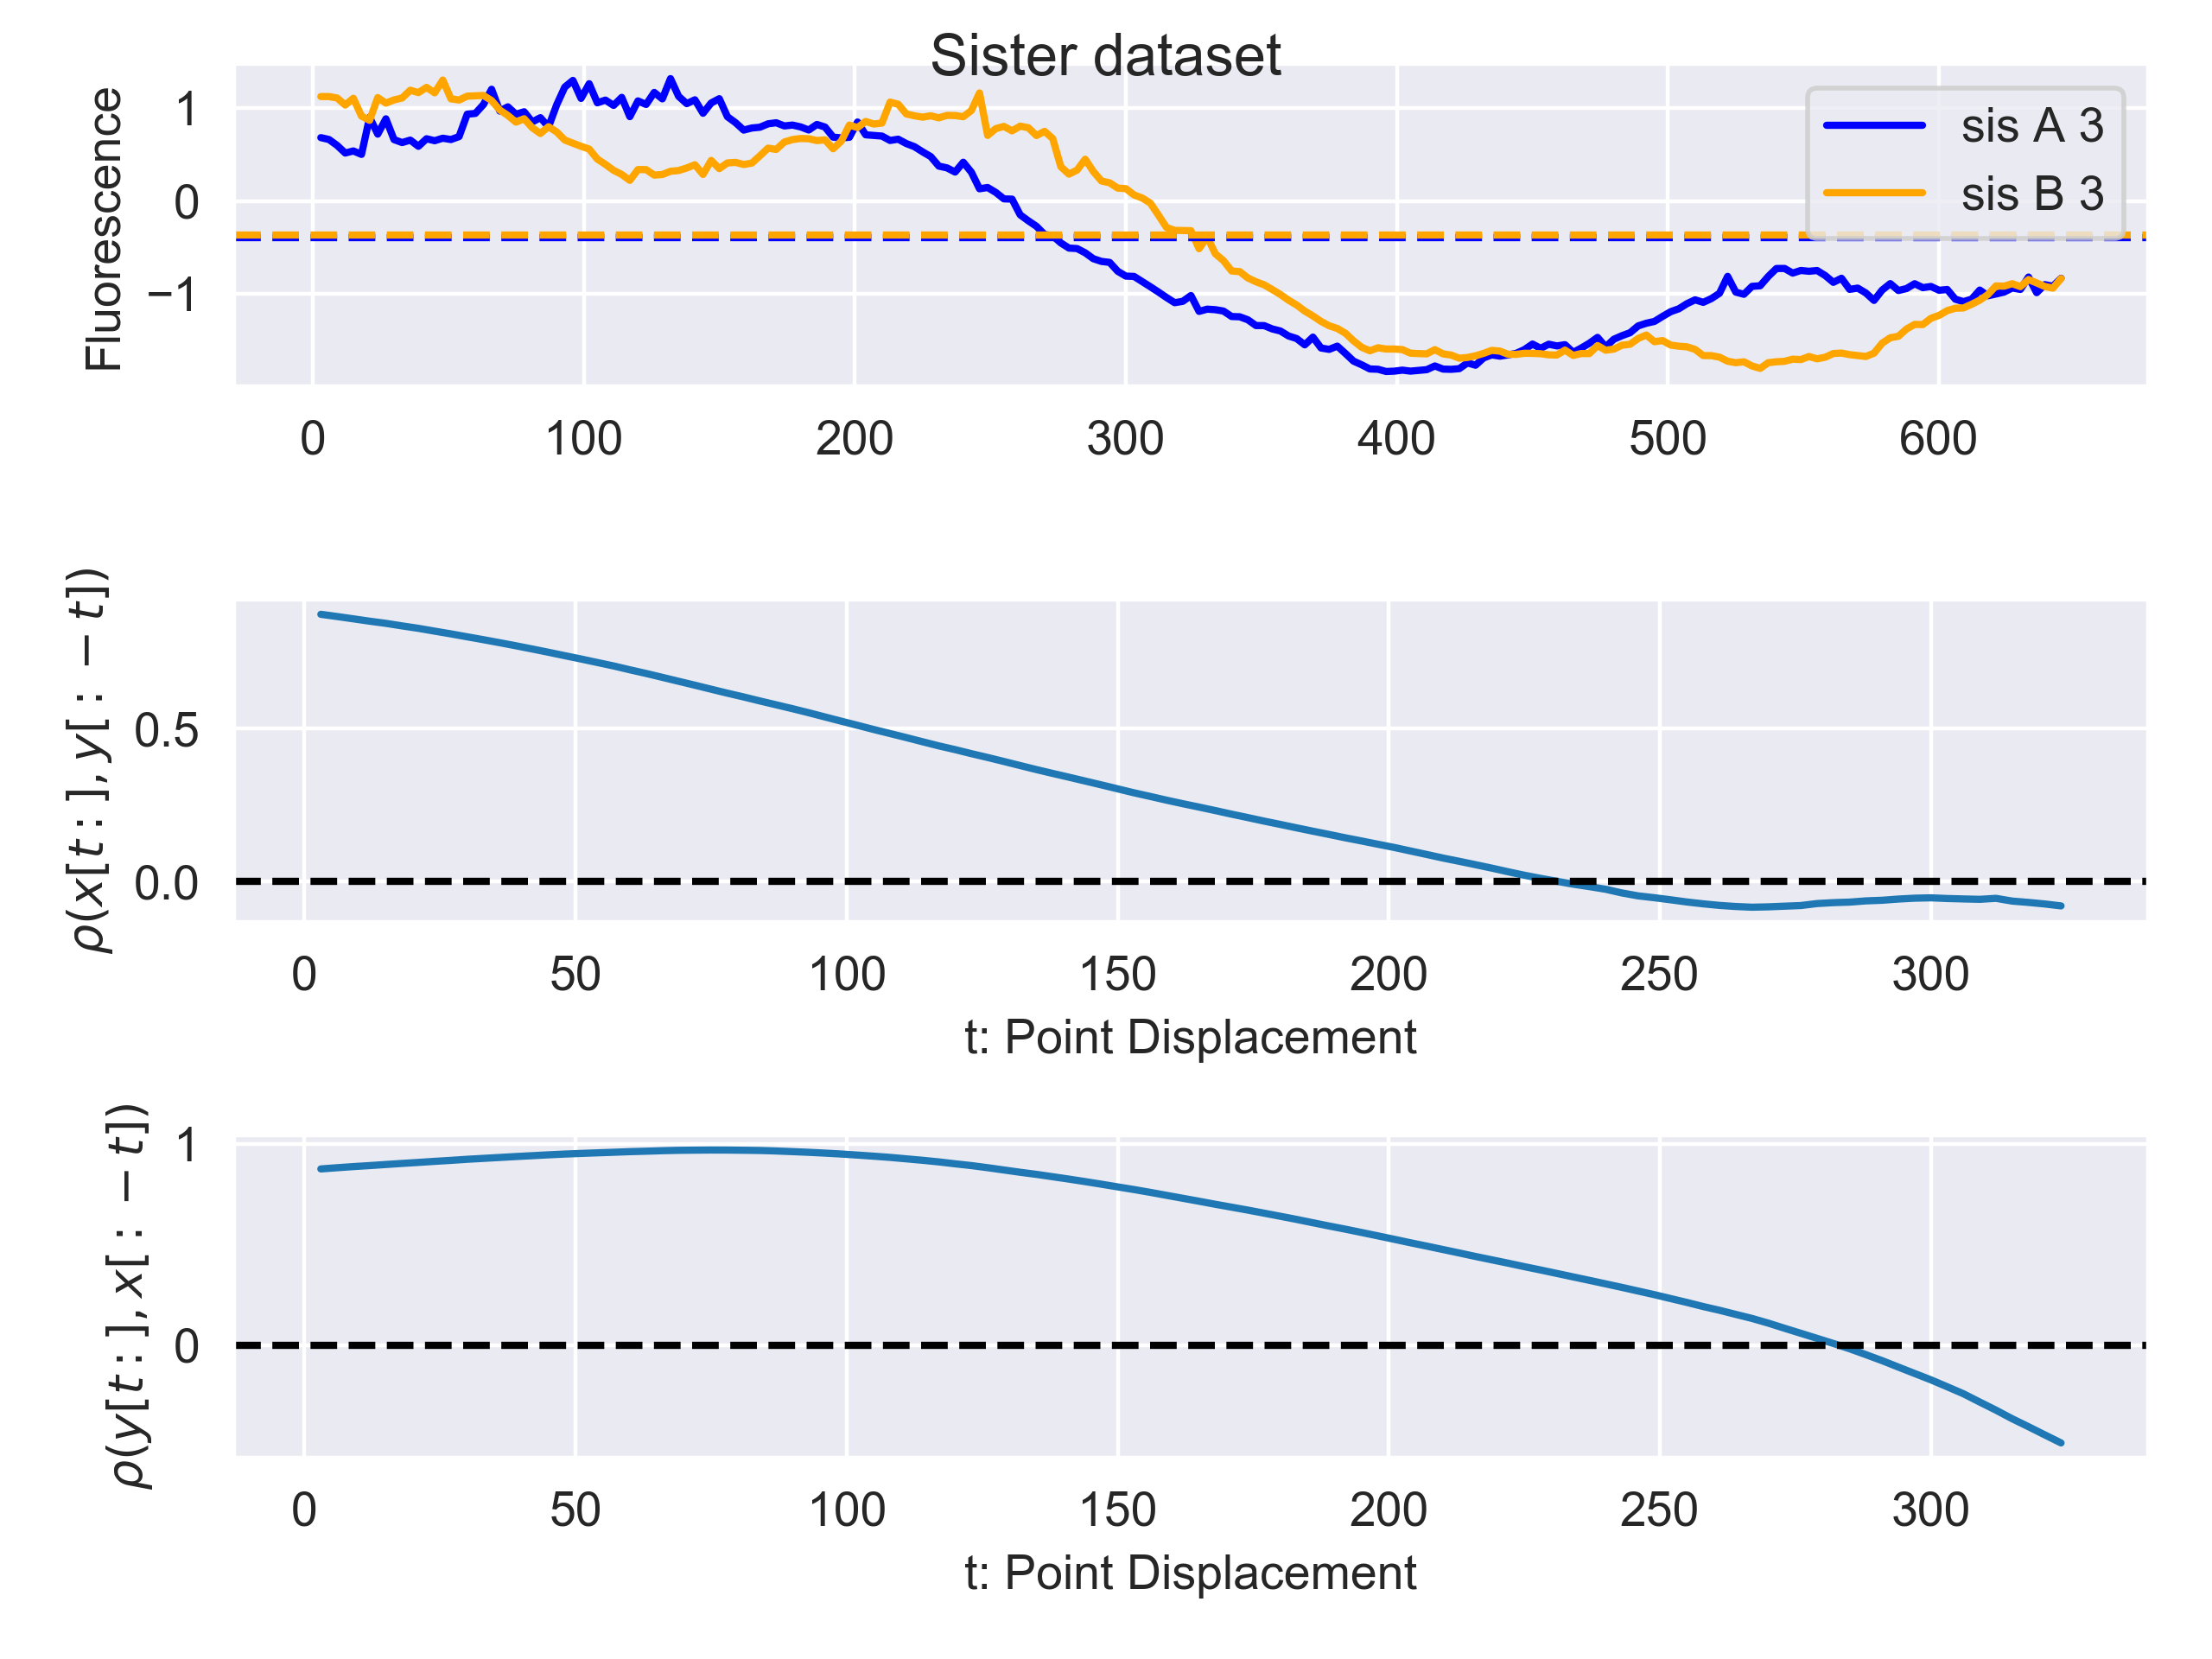 Sister dataset
Fluorescence
1
0
−1
sis A 3
sis B 3
0 100 200 300 400 500 600
ρ(x[t:], y[: − t])
0.5
0.0
0 50 100 150 200 250 300
t: Point Displacement
ρ(y[t:], x[: − t])
1
0
0 50 100 150 200 250 300
t: Point Displacement